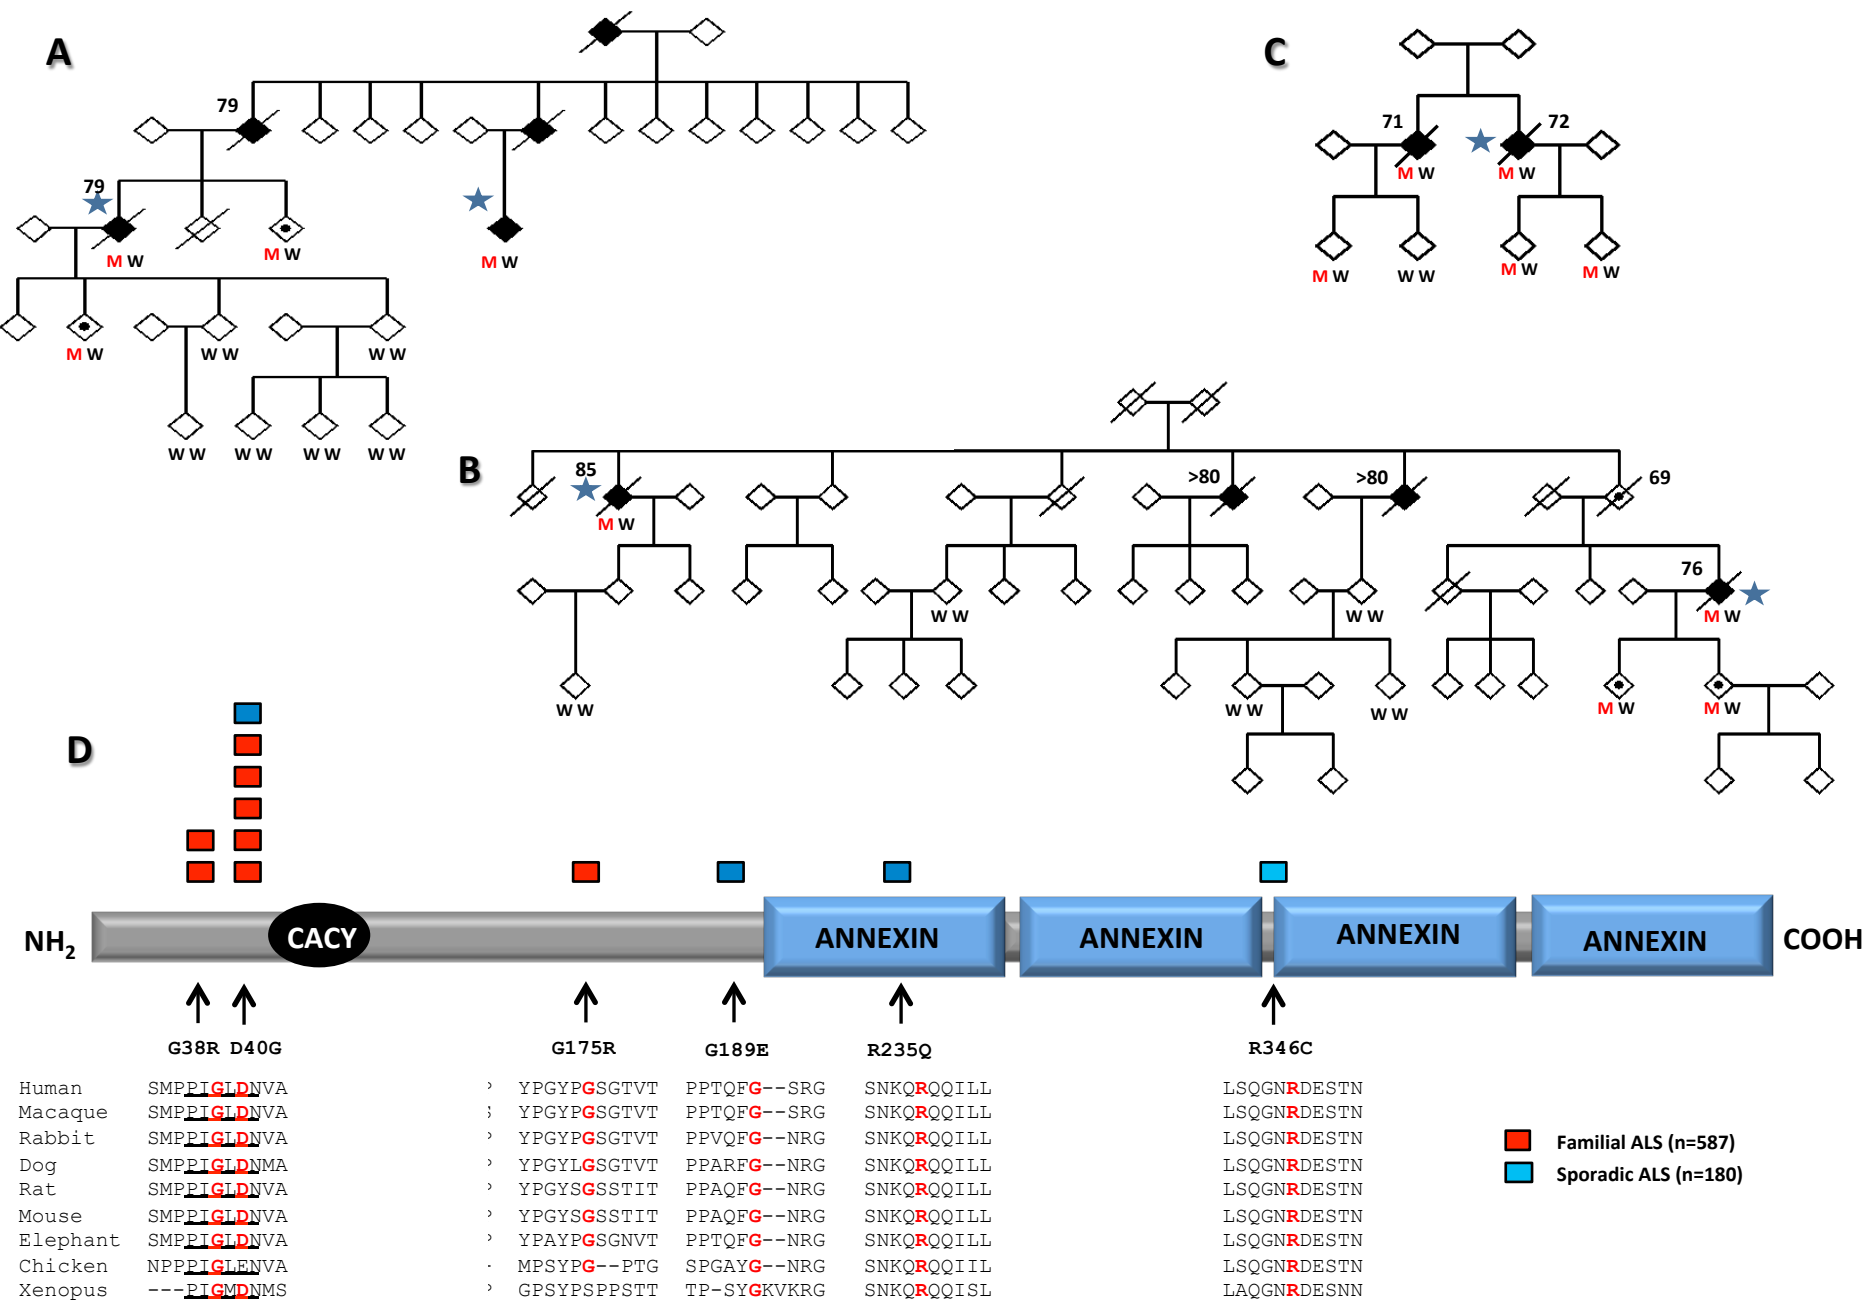 A
C
79
71
72
M W
M W
79
M W
M W
M W
M W
W W
M W
M W
M W
W W
W W
W W
W W
W W
W W
B
85
>80
>80
69
M W
76
W W
W W
M W
W W
W W
W W
M W
M W
D
NH2
CACY
ANNEXIN
ANNEXIN
ANNEXIN
ANNEXIN
COOH
G38R D40G G175R G189E R235Q R346C
Human SMPPIGLDNVA P YPGYPGSGTVT PPTQFG--SRG SNKQRQQILL LSQGNRDESTN
Macaque SMPPIGLDNVA YPGYPGSGTVT PPTQFG--SRG SNKQRQQILL LSQGNRDESTN
Rabbit SMPPIGLDNVA P YPGYPGSGTVT PPVQFG--NRG SNKQRQQILL LSQGNRDESTN
Dog SMPPIGLDNMA P YPGYLGSGTVT PPARFG--NRG SNKQRQQILL LSQGNRDESTN
Rat SMPPIGLDNVA P YPGYSGSSTIT PPAQFG--NRG SNKQRQQILL LSQGNRDESTN
Mouse SMPPIGLDNVA P YPGYSGSSTIT PPAQFG--NRG SNKQRQQILL LSQGNRDESTN
Elephant SMPPIGLDNVA P YPAYPGSGNVT PPTQFG--NRG SNKQRQQILL LSQGNRDESTN
Chicken NPPPIGLENVA - MPSYPG--PTG SPGAYG--NRG SNKQRQQIIL LSQGNRDESTN
Xenopus ---PIGMDNMS P GPSYPSPPSTT TP-SYGKVKRG SNKQRQQISL LAQGNRDESNN
Familial ALS (n=587)
Sporadic ALS (n=180)